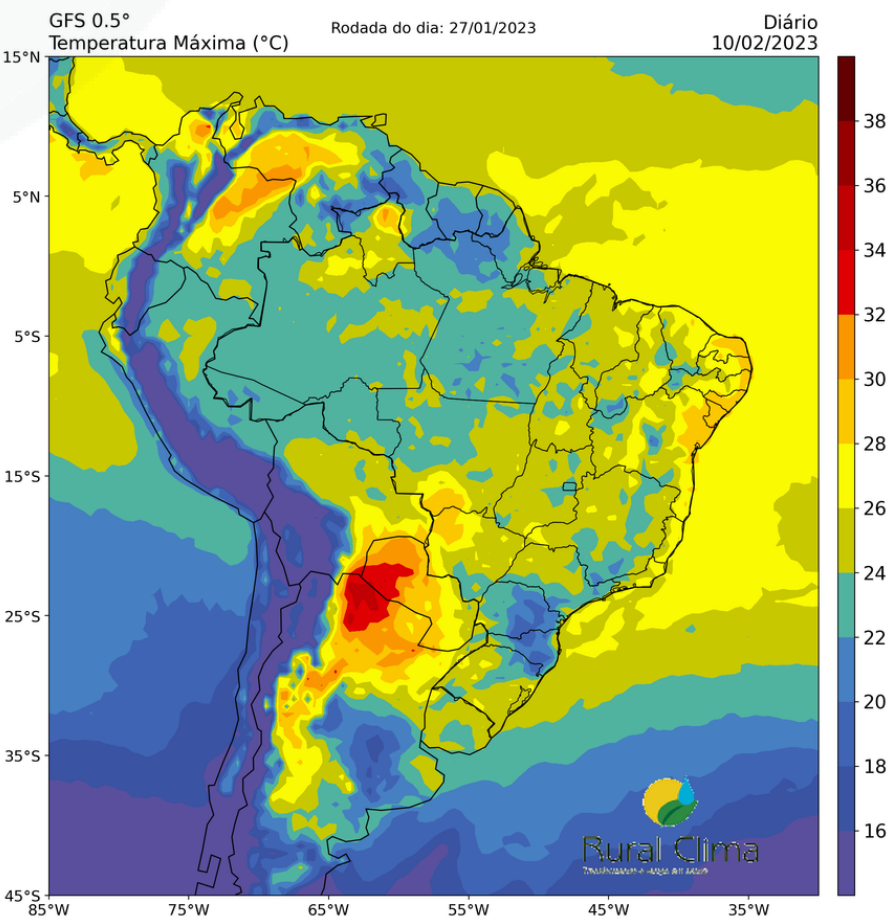 GFS 0.5°
Temperatura Máxima (°C)
Rodada do dia: 27/01/2023
Diário
10/02/2023
15°N
5°N
5°S
15°S
25°S
35°S
45°S
85°W
75°W
65°W
55°W
45°W
35°W
38
36
34
32
30
28
26
24
22
20
18
16
Rural Clima